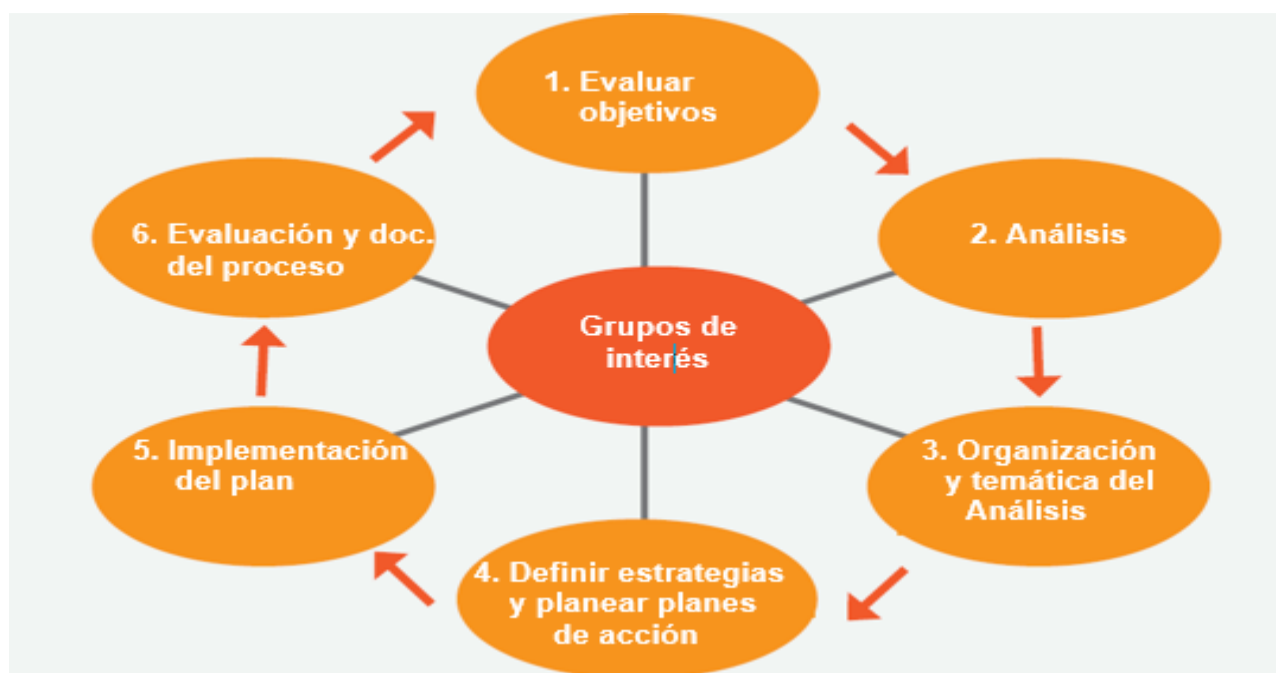 1. Evaluar
objetivos
2. Análisis
3. Organización
y temática del
Análisis
4. Definir estrategias
y planear planes
de acción
5. Implementación
del plan
6. Evaluación y doc.
del proceso
Grupos de
interés